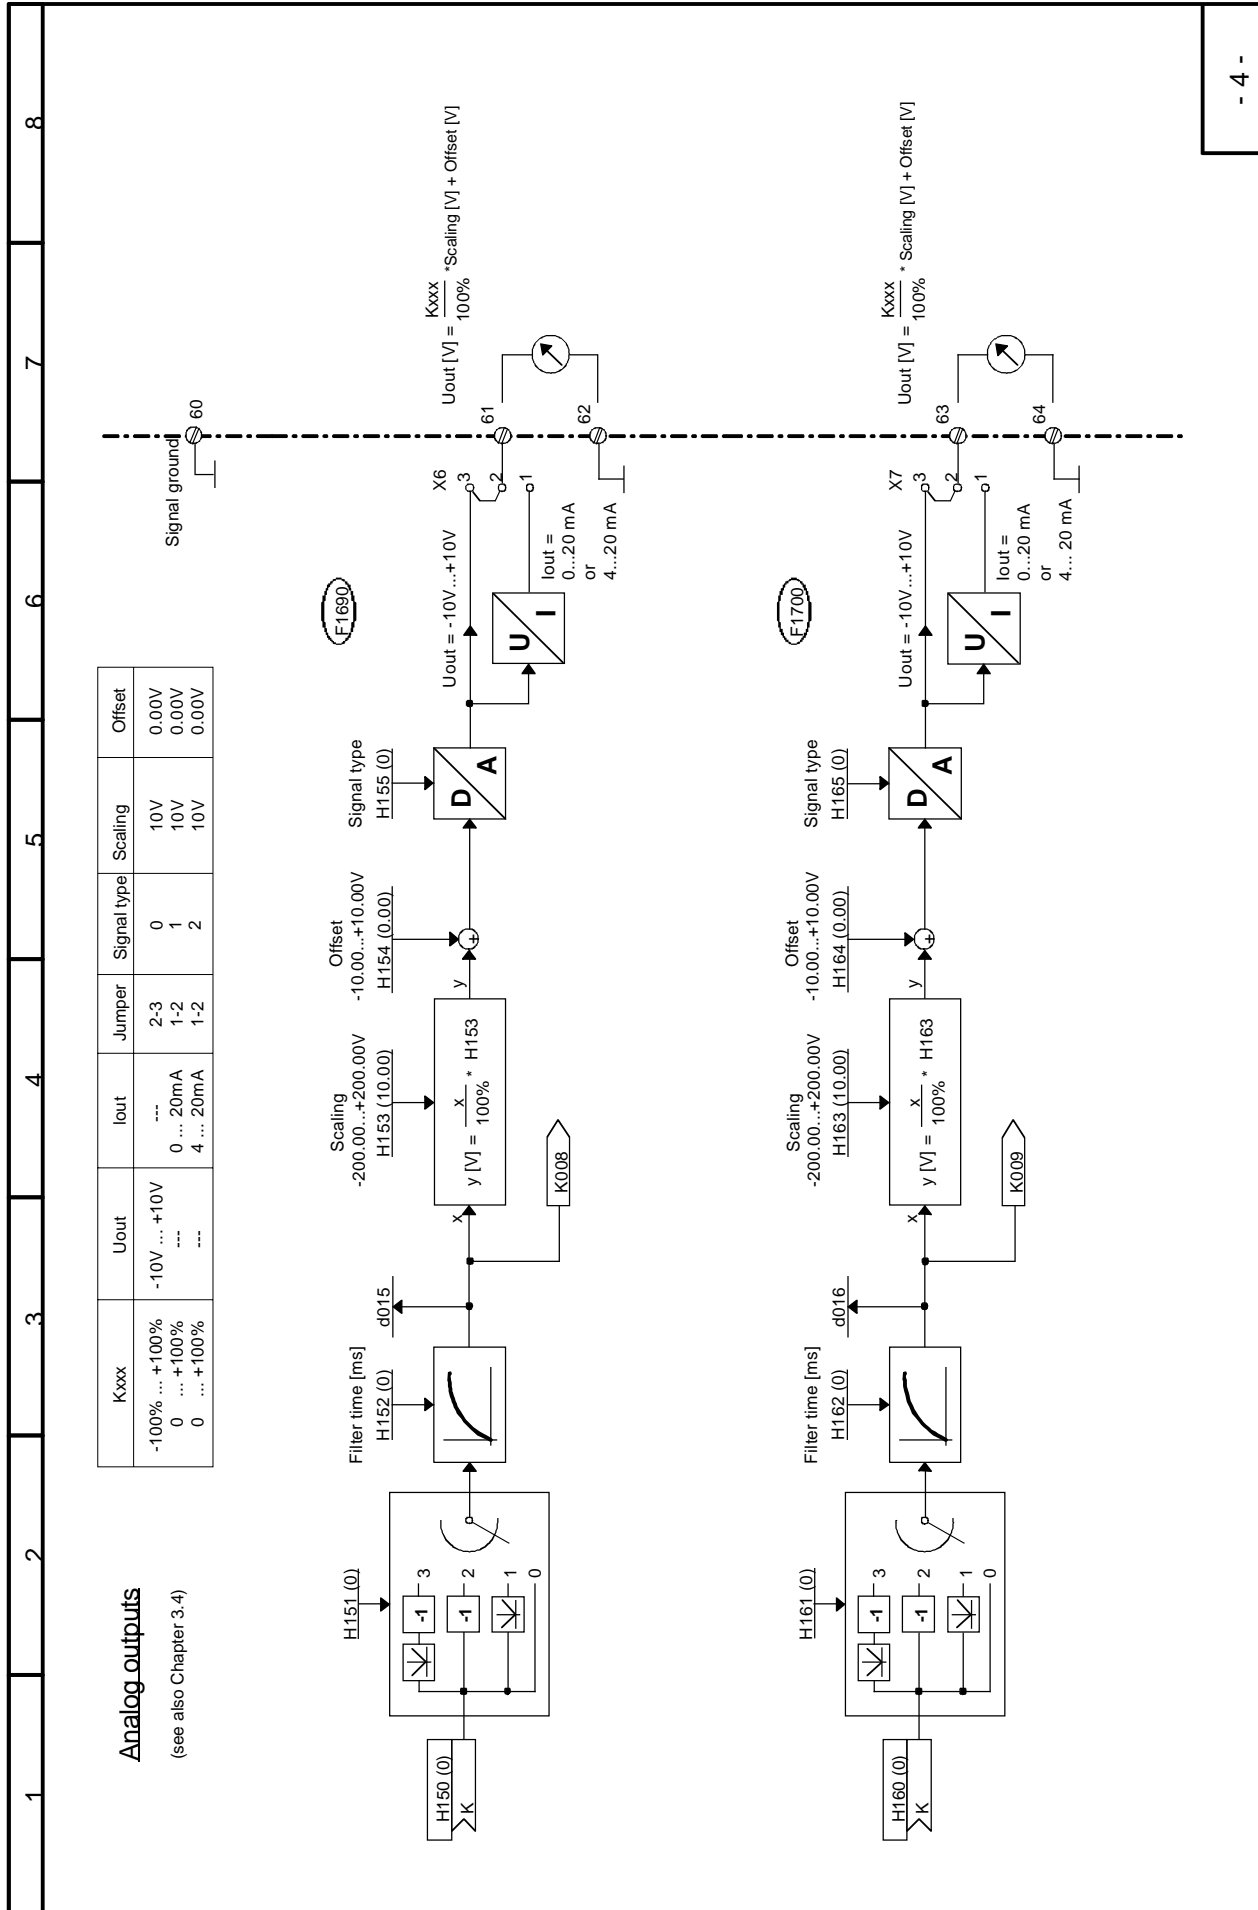 1 2 3 4 5 6 7 8
Analog outputs
(see also Chapter 3.4)
Kxxx Uout Iout Jumper Signal type Scaling Offset
-100% ... +100% -10V ... +10V --- 2-3 0 10V 0.00V
0 ... +100% --- 0 ... 20mA 1-2 1 10V 0.00V
0 ... +100% --- 4 ... 20mA 1-2 2 10V 0.00V
Signal ground
60
F1690
H150 (0)
K
H151 (0)
-1
3
-1
2
1
0
Filter time [ms]
H152 (0)
d015
K008
Scaling
-200.00...+200.00V
H153 (10.00)
x
y [V] = x / 100% * H153
y
Offset
-10.00...+10.00V
H154 (0.00)
+
Signal type
H155 (0)
D
A
Uout = -10V...+10V
U
I
Iout =
0...20 mA
or
4...20 mA
X6
3
2
1
61
62
Uout [V] = Kxxx / 100% *Scaling [V] + Offset [V]
F1700
H160 (0)
K
H161 (0)
-1
3
-1
2
1
0
Filter time [ms]
H162 (0)
d016
K009
Scaling
-200.00...+200.00V
H163 (10.00)
x
y [V] = x / 100% * H163
y
Offset
-10.00...+10.00V
H164 (0.00)
+
Signal type
H165 (0)
D
A
Uout = -10V...+10V
U
I
Iout =
0...20 mA
or
4... 20 mA
X7
3
2
1
63
64
Uout [V] = Kxxx / 100% * Scaling [V] + Offset [V]
- 4 -